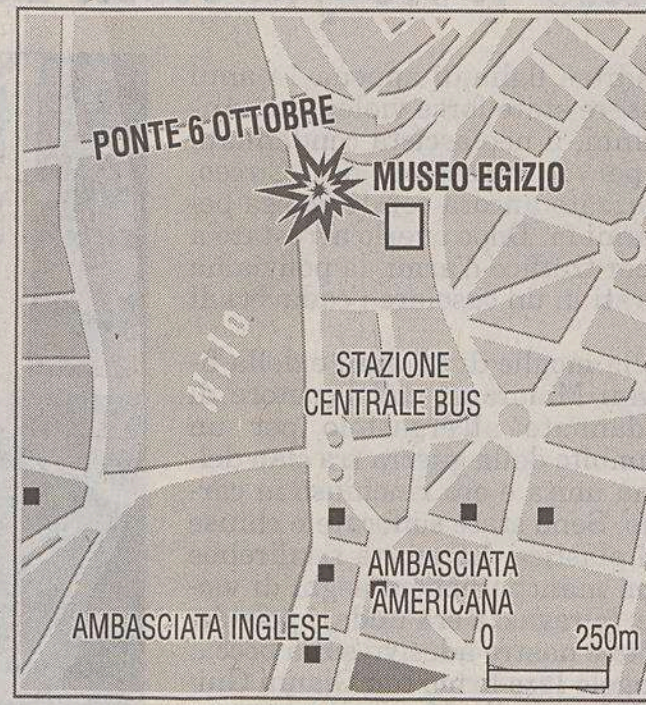 PONTE 6 OTTOBRE
MUSEO EGIZIO
Nilo
STAZIONE
CENTRALE BUS
AMBASCIATA
AMERICANA
AMBASCIATA INGLESE
0 250m